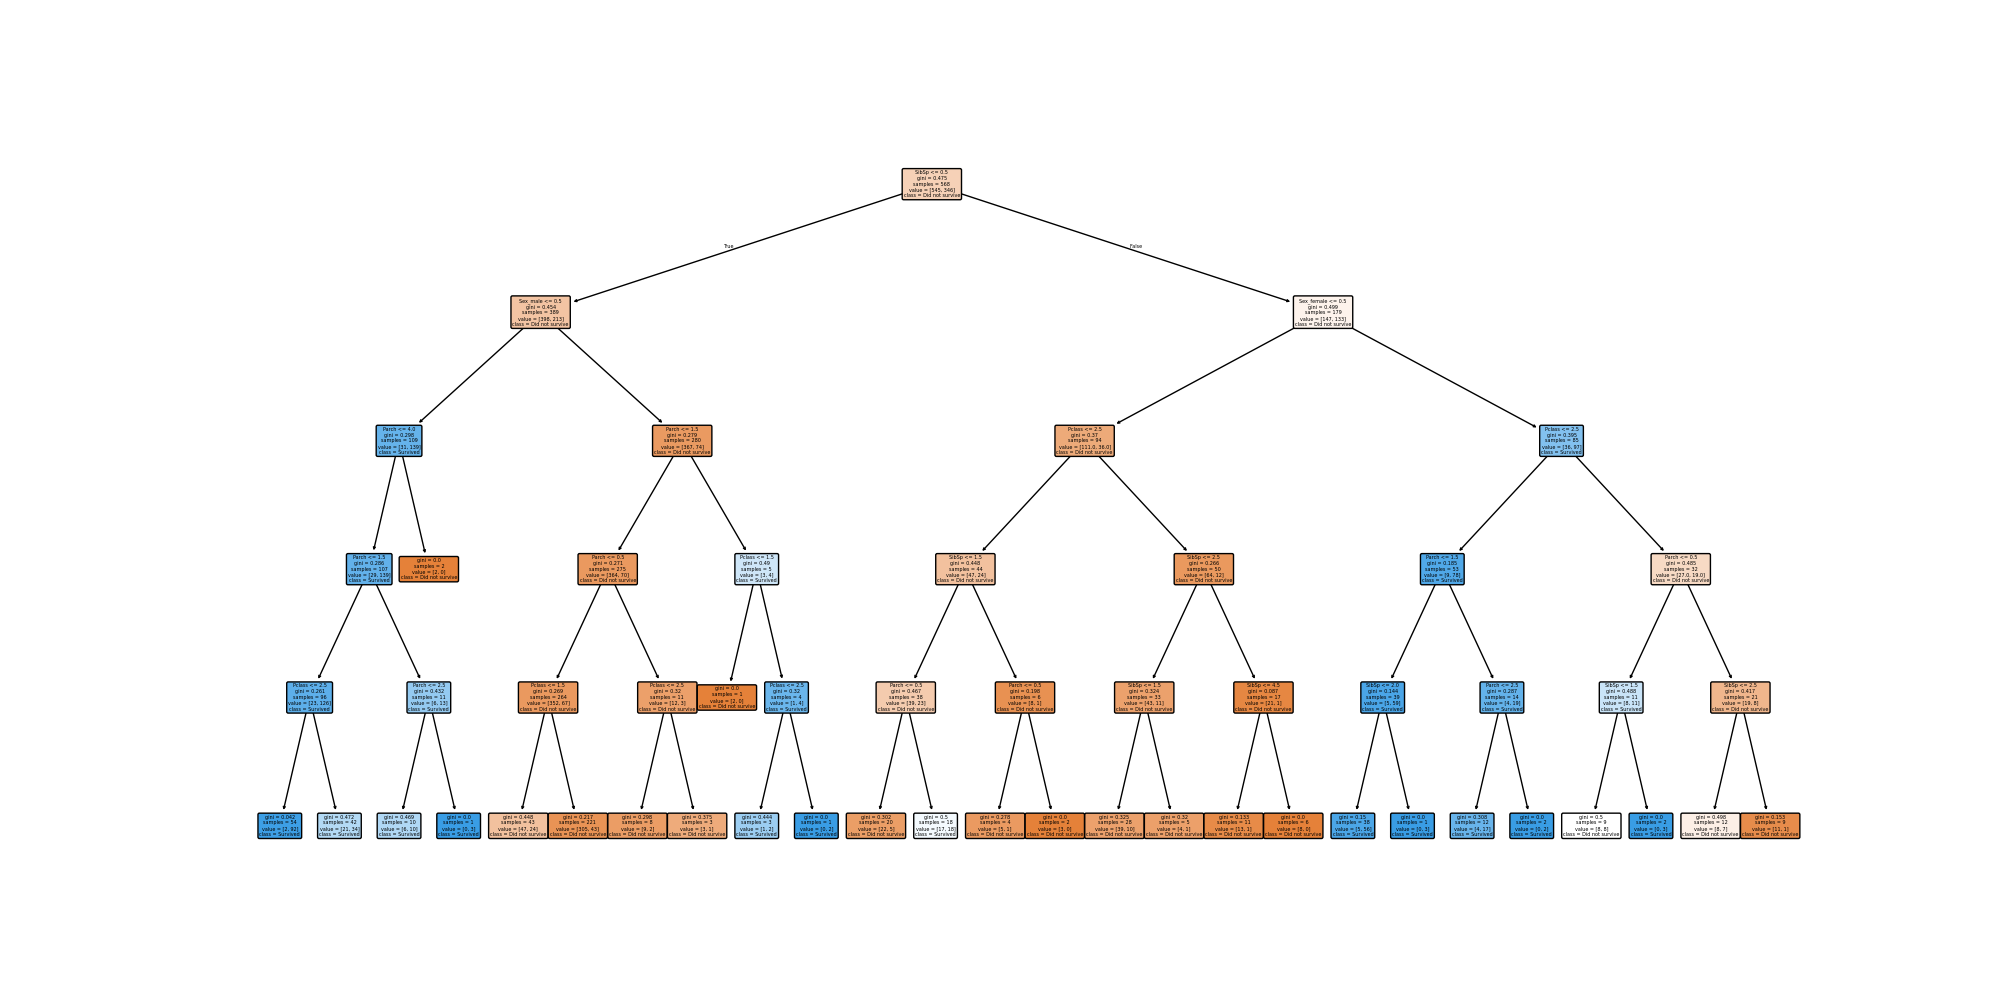 SibSp <= 0.5
gini = 0.475
samples = 568
value = [545, 346]
class = Did not survive
True
False
Sex_male <= 0.5
gini = 0.454
samples = 389
value = [398, 213]
class = Did not survive
Sex_female <= 0.5
gini = 0.499
samples = 179
value = [147, 133]
class = Did not survive
Parch <= 4.0
gini = 0.298
samples = 109
value = [31, 139]
class = Survived
Parch <= 1.5
gini = 0.279
samples = 280
value = [367, 74]
class = Did not survive
Pclass <= 2.5
gini = 0.37
samples = 94
value = [111.0, 36.0]
class = Did not survive
Pclass <= 2.5
gini = 0.395
samples = 85
value = [36, 97]
class = Survived
Parch <= 1.5
gini = 0.286
samples = 107
value = [29, 139]
class = Survived
gini = 0.0
samples = 2
value = [2, 0]
class = Did not survive
Parch <= 0.5
gini = 0.271
samples = 275
value = [364, 70]
class = Did not survive
Pclass <= 1.5
gini = 0.49
samples = 5
value = [3, 4]
class = Survived
SibSp <= 1.5
gini = 0.448
samples = 44
value = [47, 24]
class = Did not survive
SibSp <= 2.5
gini = 0.266
samples = 50
value = [64, 12]
class = Did not survive
Parch <= 1.5
gini = 0.185
samples = 53
value = [9, 78]
class = Survived
Parch <= 0.5
gini = 0.485
samples = 32
value = [27.0, 19.0]
class = Did not survive
Pclass <= 2.5
gini = 0.261
samples = 96
value = [23, 126]
class = Survived
Parch <= 2.5
gini = 0.432
samples = 11
value = [6, 13]
class = Survived
Pclass <= 1.5
gini = 0.269
samples = 264
value = [352, 67]
class = Did not survive
Pclass <= 2.5
gini = 0.32
samples = 11
value = [12, 3]
class = Did not survive
gini = 0.0
samples = 1
value = [2, 0]
class = Did not survive
Pclass <= 2.5
gini = 0.32
samples = 4
value = [1, 4]
class = Survived
Parch <= 0.5
gini = 0.467
samples = 38
value = [39, 23]
class = Did not survive
Parch <= 0.5
gini = 0.198
samples = 6
value = [8, 1]
class = Did not survive
SibSp <= 1.5
gini = 0.324
samples = 33
value = [43, 11]
class = Did not survive
SibSp <= 4.5
gini = 0.087
samples = 17
value = [21, 1]
class = Did not survive
SibSp <= 2.0
gini = 0.144
samples = 39
value = [5, 59]
class = Survived
Parch <= 2.5
gini = 0.287
samples = 14
value = [4, 19]
class = Survived
SibSp <= 1.5
gini = 0.488
samples = 11
value = [8, 11]
class = Survived
SibSp <= 2.5
gini = 0.417
samples = 21
value = [19, 8]
class = Did not survive
gini = 0.042
samples = 54
value = [2, 92]
class = Survived
gini = 0.472
samples = 42
value = [21, 34]
class = Survived
gini = 0.469
samples = 10
value = [6, 10]
class = Survived
gini = 0.0
samples = 1
value = [0, 3]
class = Survived
gini = 0.448
samples = 43
value = [47, 24]
class = Did not survive
gini = 0.217
samples = 221
value = [305, 43]
class = Did not survive
gini = 0.298
samples = 8
value = [9, 2]
class = Did not survive
gini = 0.375
samples = 3
value = [3, 1]
class = Did not survive
gini = 0.444
samples = 3
value = [1, 2]
class = Survived
gini = 0.0
samples = 1
value = [0, 2]
class = Survived
gini = 0.302
samples = 20
value = [22, 5]
class = Did not survive
gini = 0.5
samples = 18
value = [17, 18]
class = Survived
gini = 0.278
samples = 4
value = [5, 1]
class = Did not survive
gini = 0.0
samples = 2
value = [3, 0]
class = Did not survive
gini = 0.325
samples = 28
value = [39, 10]
class = Did not survive
gini = 0.32
samples = 5
value = [4, 1]
class = Did not survive
gini = 0.133
samples = 11
value = [13, 1]
class = Did not survive
gini = 0.0
samples = 6
value = [8, 0]
class = Did not survive
gini = 0.15
samples = 38
value = [5, 56]
class = Survived
gini = 0.0
samples = 1
value = [0, 3]
class = Survived
gini = 0.308
samples = 12
value = [4, 17]
class = Survived
gini = 0.0
samples = 2
value = [0, 2]
class = Survived
gini = 0.5
samples = 9
value = [8, 8]
class = Did not survive
gini = 0.0
samples = 2
value = [0, 3]
class = Survived
gini = 0.498
samples = 12
value = [8, 7]
class = Did not survive
gini = 0.153
samples = 9
value = [11, 1]
class = Did not survive